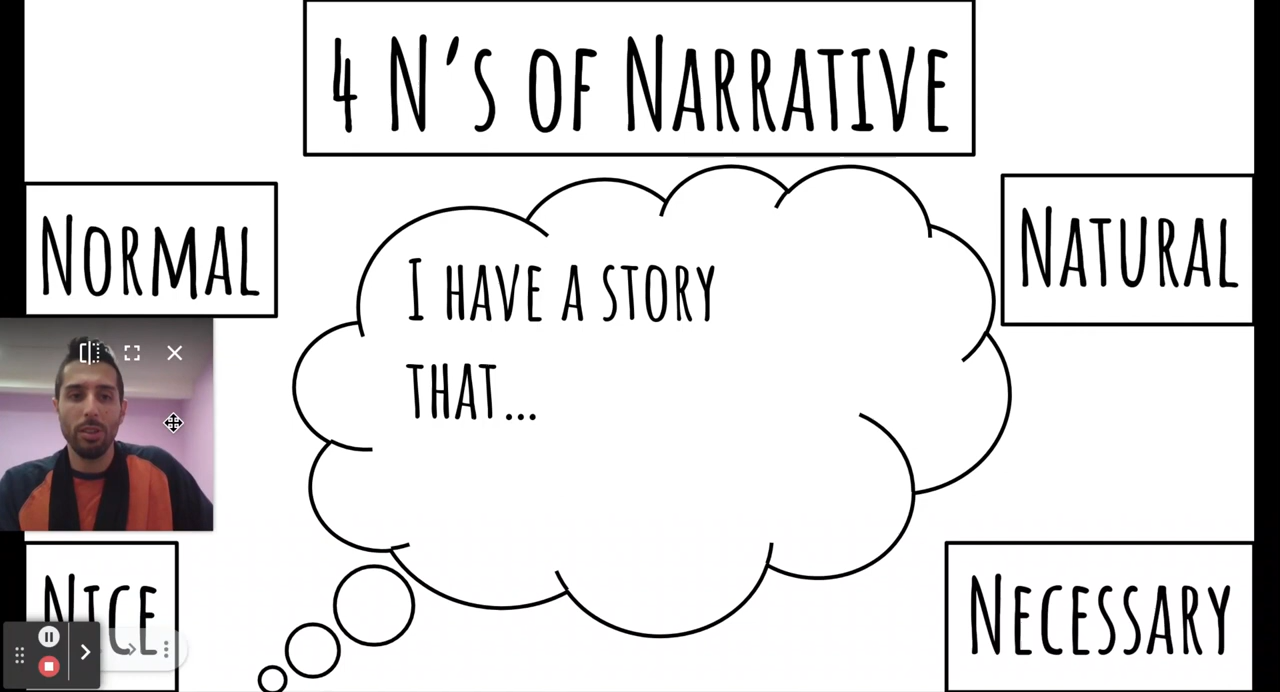 4 N's of Narrative
Normal
Natural
I have a story
that...
Nice
Necessary